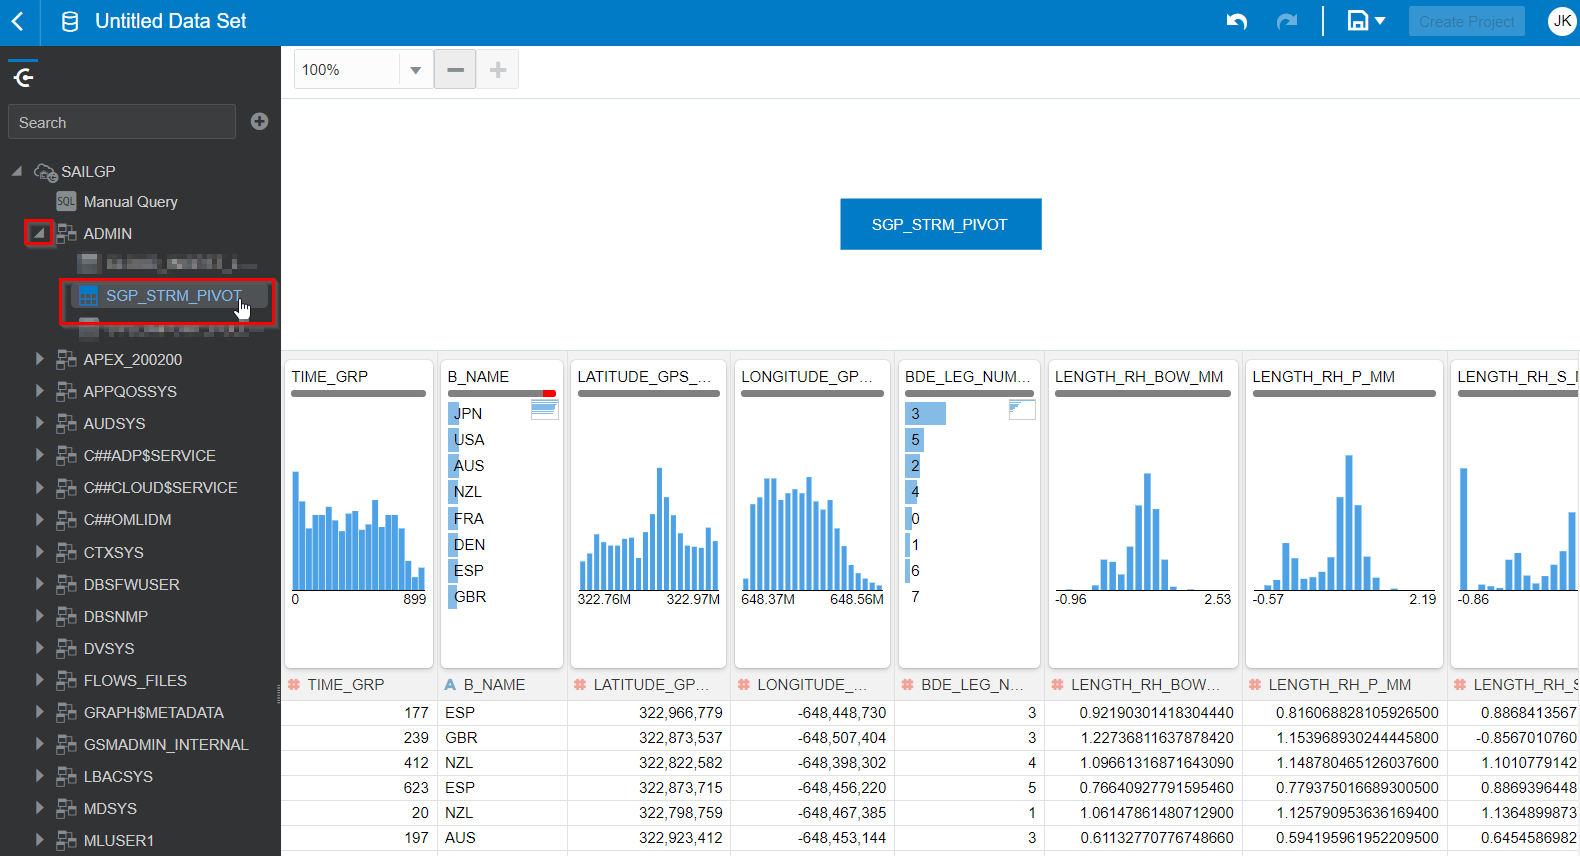 Untitled Data Set
Create Project
JK
100%
Search
SAILGP
SQL Manual Query
ADMIN
SGP_STRM_PIVOT
APEX_200200
APPQOSSYS
AUDSYS
C##ADP$SERVICE
C##CLOUD$SERVICE
C##OMLIDM
CTXSYS
DBSFWUSER
DBSNMP
DVSYS
FLOWS_FILES
GRAPH$METADATA
GSMADMIN_INTERNAL
LBACSYS
MDSYS
MLUSER1
SGP_STRM_PIVOT
TIME_GRP
0 899
B_NAME
JPN
USA
AUS
NZL
FRA
DEN
ESP
GBR
LATITUDE_GPS_...
322.76M 322.97M
LONGITUDE_GP...
648.37M 648.56M
BDE_LEG_NUM...
3
5
2
4
0
1
6
7
LENGTH_RH_BOW_MM
-0.96 2.53
LENGTH_RH_P_MM
-0.57 2.19
LENGTH_RH_S_
-0.86
# TIME_GRP A B_NAME # LATITUDE_GP... # LONGITUDE_... # BDE_LEG_N... # LENGTH_RH_BOW... # LENGTH_RH_P_MM # LENGTH_RH_S
177 ESP 322,966,779 -648,448,730 3 0.92190301418304440 0.816068828105926500 0.8868413567
239 GBR 322,873,537 -648,507,404 3 1.22736811637878420 1.153968930244445800 -0.8567010760
412 NZL 322,822,582 -648,398,302 4 1.09661316871643090 1.148780465126037600 1.1010779142
623 ESP 322,873,715 -648,456,220 5 0.76640927791595460 0.779375016689300500 0.8869396448
20 NZL 322,798,759 -648,467,385 1 1.06147861480712900 1.125790953636169400 1.1364899873
197 AUS 322,923,412 -648,453,144 3 0.61132770776748660 0.594195961952209500 0.6454586982